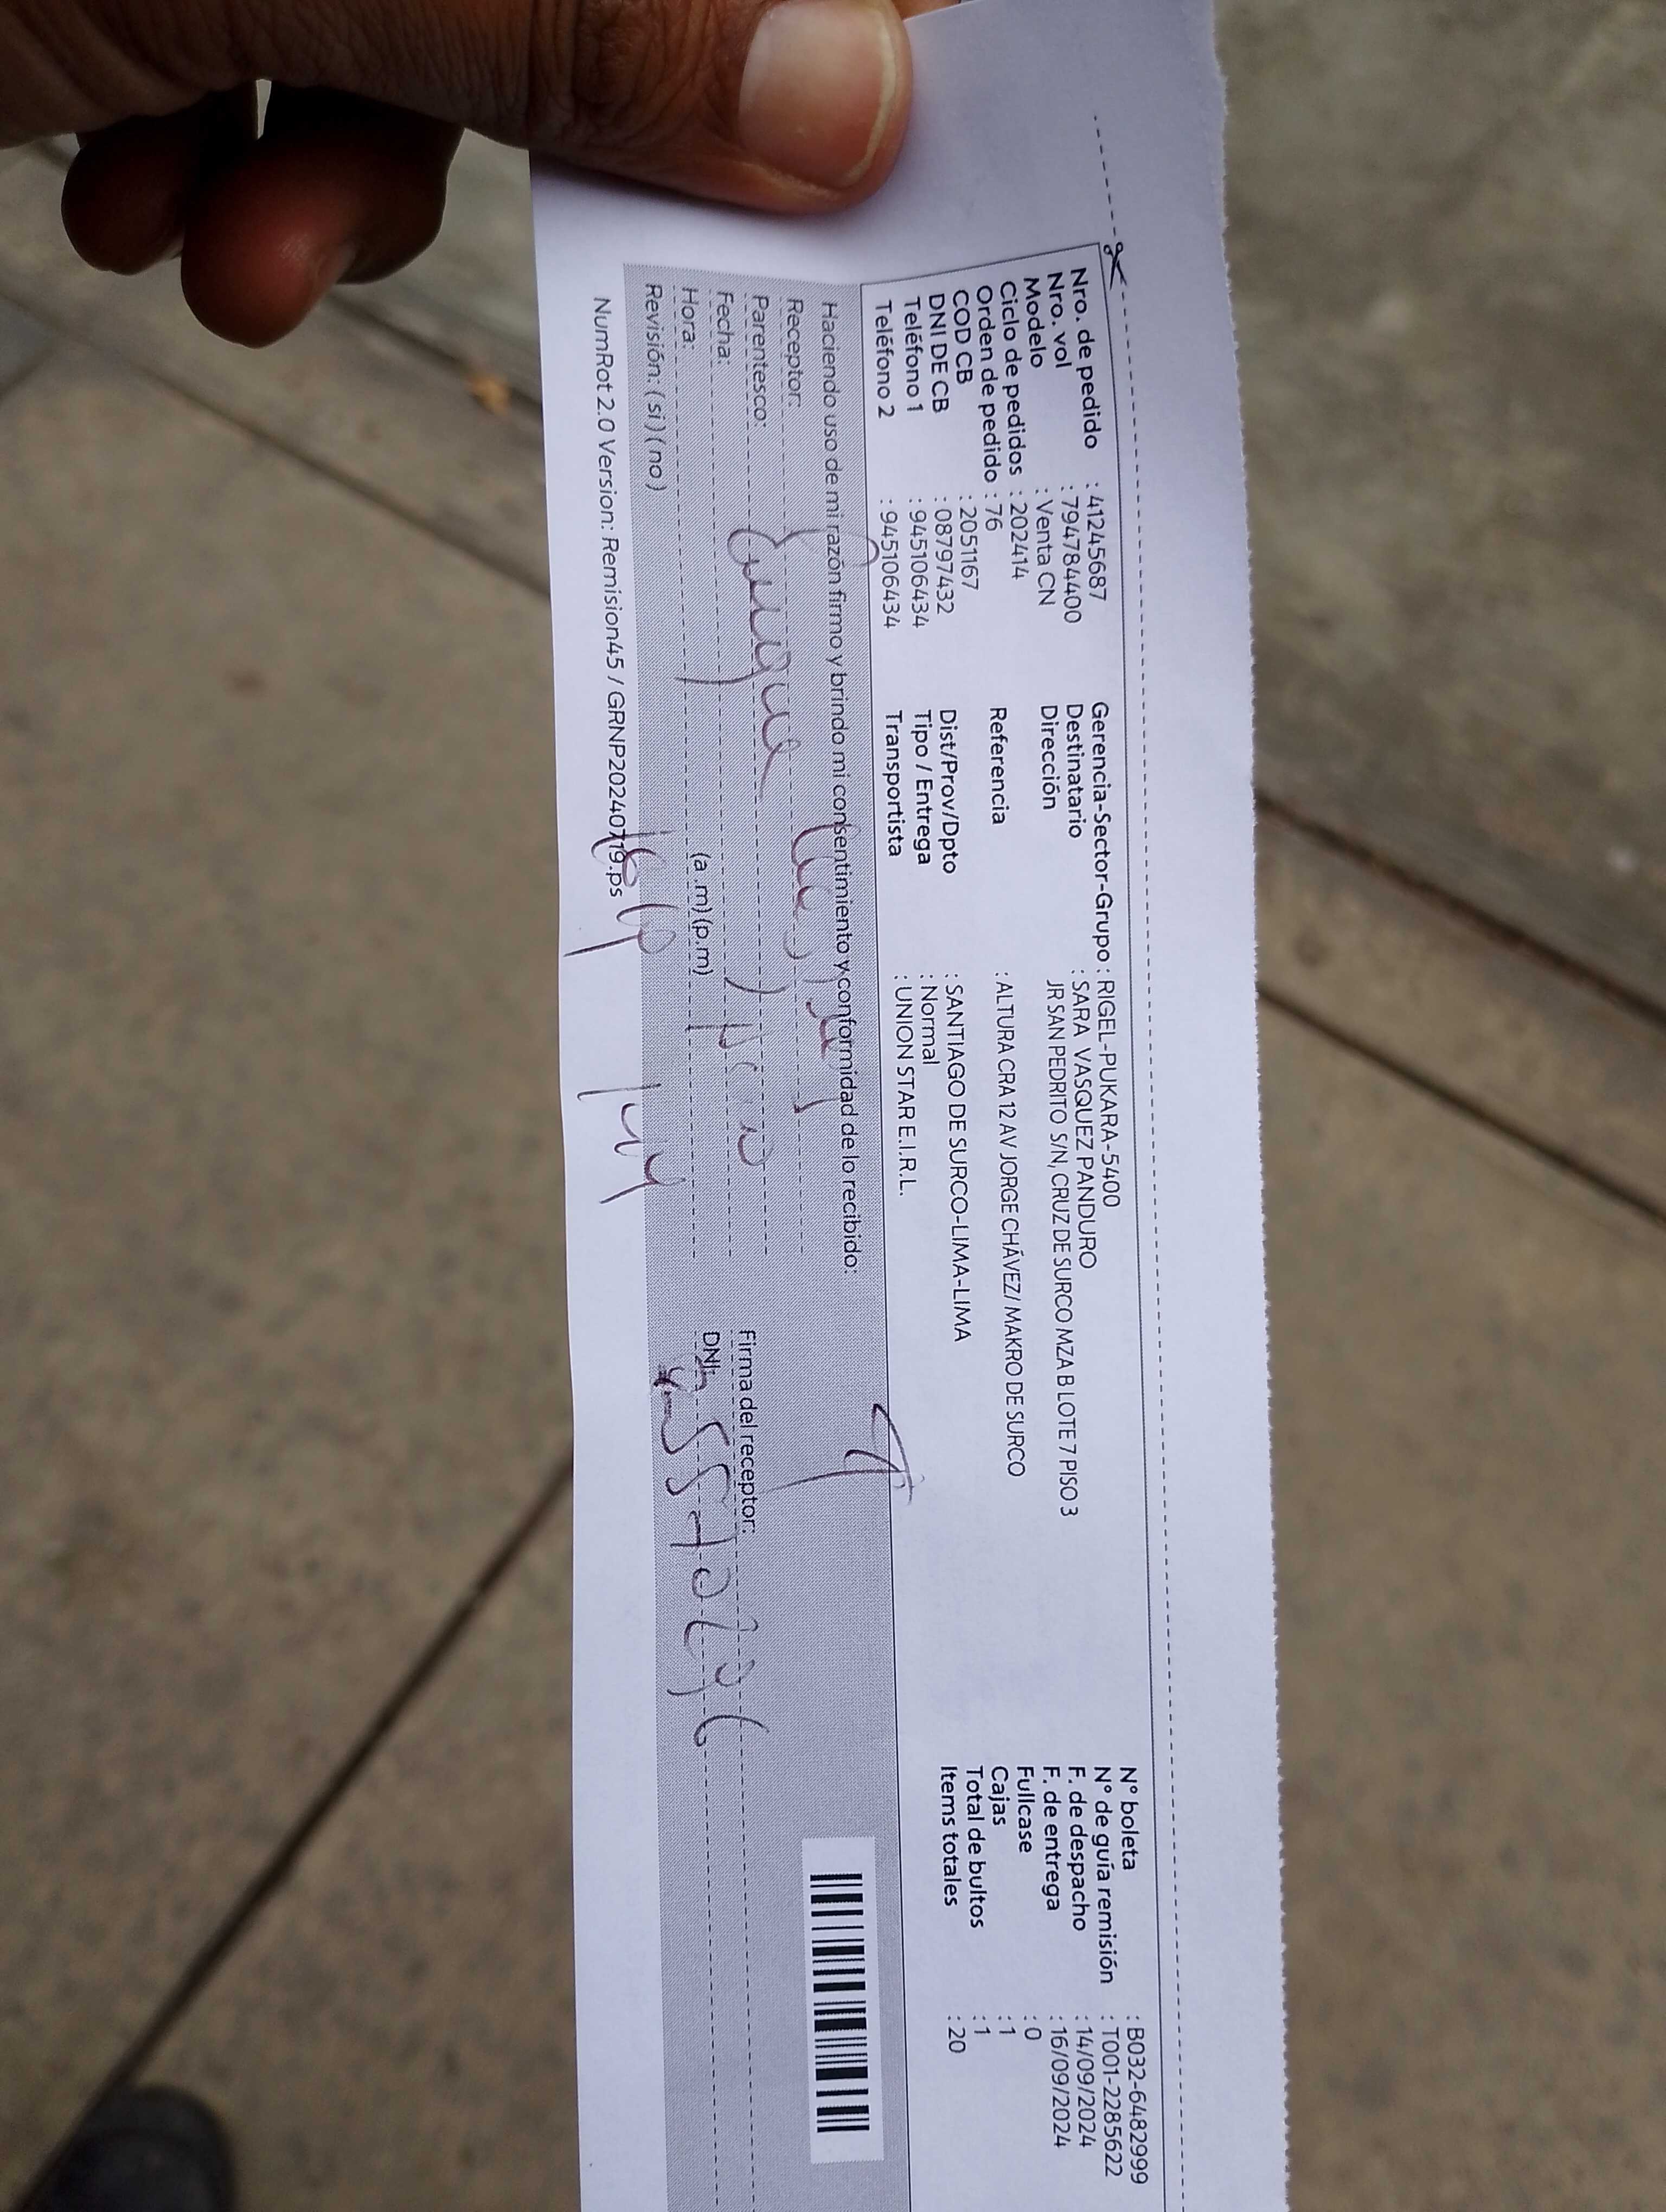 Nro. de pedido : 41245687
Nro. vol : 794784400
Modelo : Venta CN
Ciclo de pedidos : 202414
Orden de pedido : 76
COD CB : 2051167
DNI DE CB : 08797432
Teléfono 1 : 945106434
Teléfono 2 : 945106434
Gerencia-Sector-Grupo : RIGEL-PUKARA-5400
Destinatario : SARA VASQUEZ PANDURO
Dirección JR SAN PEDRITO S/N, CRUZ DE SURCO MZA B LOTE 7 PISO 3
Referencia : ALTURA CRA 12 AV JORGE CHÁVEZ/ MAKRO DE SURCO
Dist/Prov/Dpto : SANTIAGO DE SURCO-LIMA-LIMA
Tipo / Entrega : Normal
Transportista : UNION STAR E.I.R.L.
N° boleta : B032-6482999
N° de guía remisión : T001-2285622
F. de despacho : 14/09/2024
F. de entrega : 16/09/2024
Fullcase : 0
Cajas : 1
Total de bultos : 1
Items totales : 20
Haciendo uso de mi razón firmo y brindo mi consentimiento y conformidad de lo recibido:
Receptor:
Parentesco:
Fecha:
Hora: (a.m) (p.m)
Revisión: (si) (no)
Firma del receptor:
DNI:
NumRot 2.0 Version: Remision45 / GRNP20240719.ps